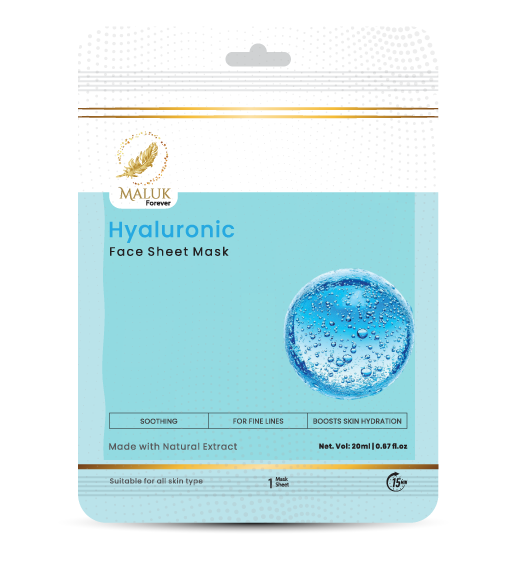 MALUK
Forever
Hyaluronic
Face Sheet Mask
SOOTHING
FOR FINE LINES
BOOSTS SKIN HYDRATION
Made with Natural Extract
Net. Vol: 20ml | 0.67 fl.oz
Suitable for all skin type
1 Mask
Sheet
15 MIN